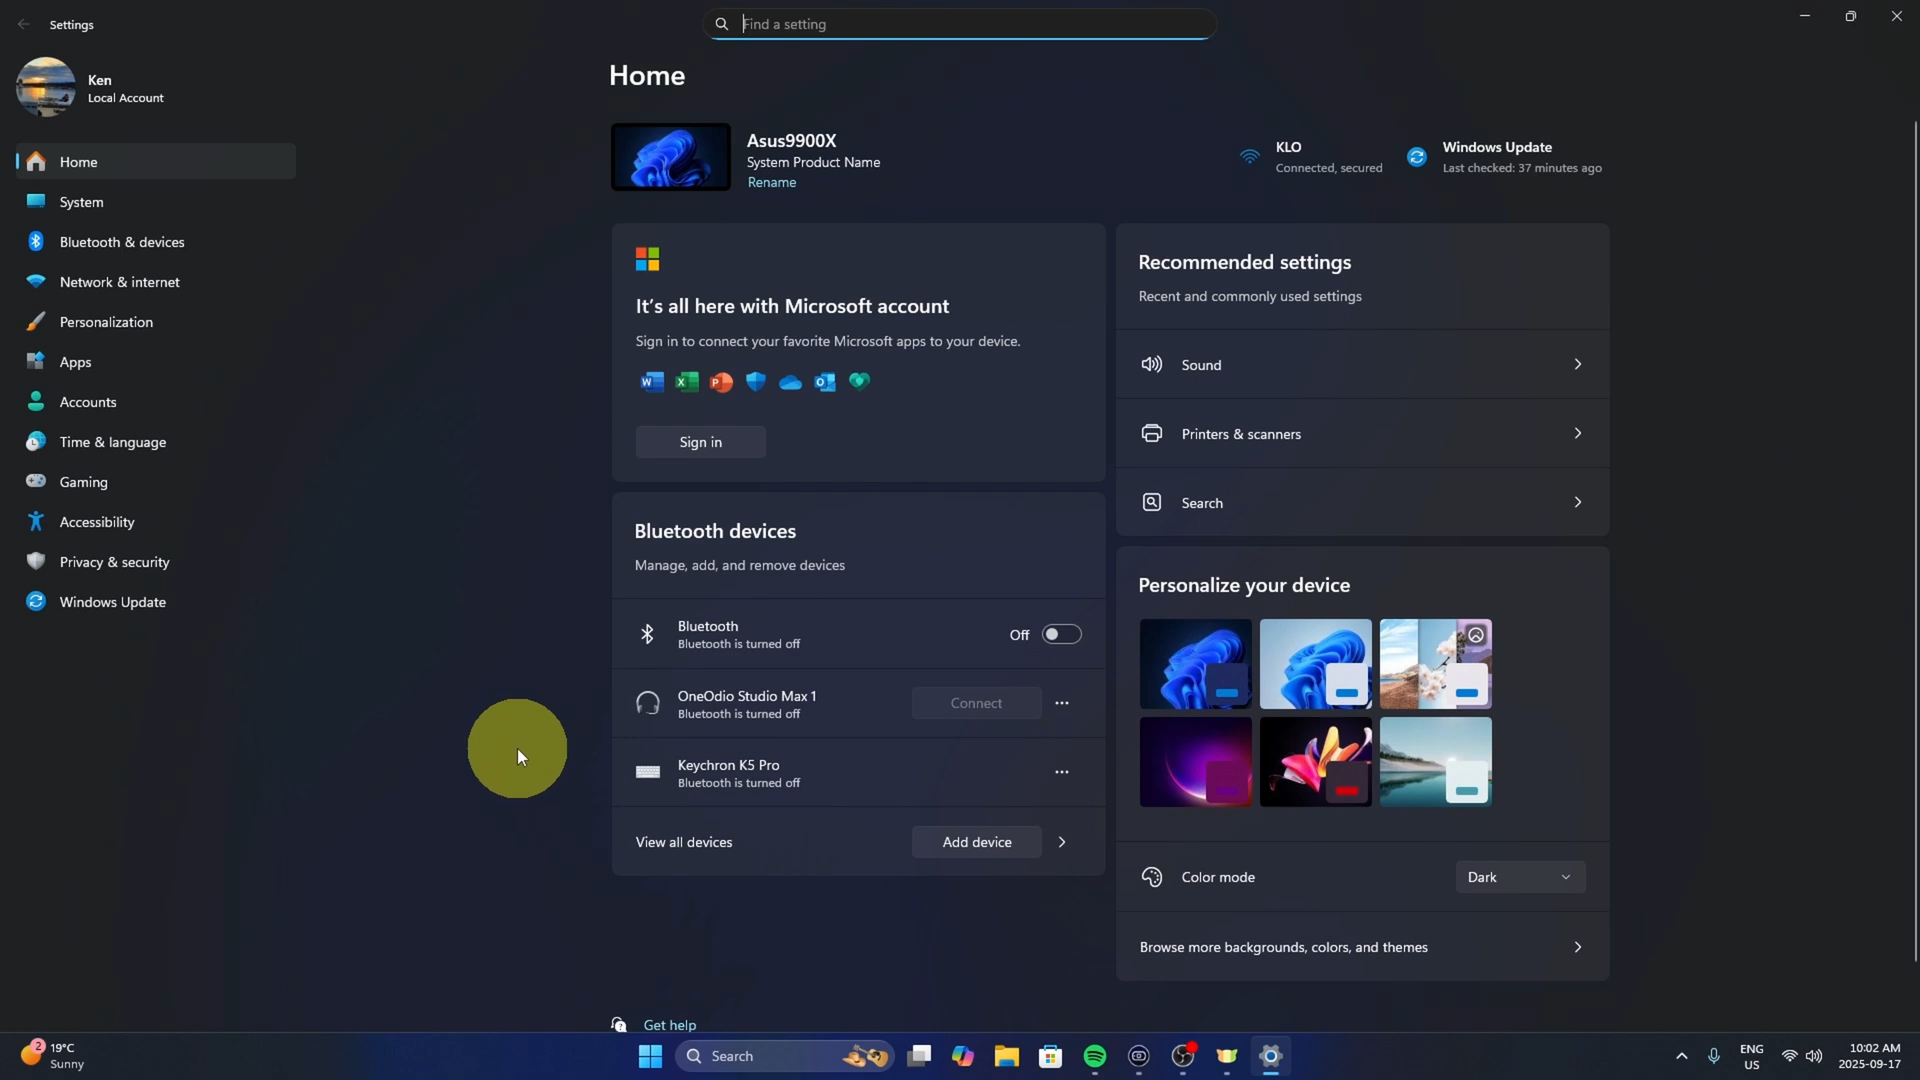 Settings
Find a setting
Ken
Local Account
Home
System
Bluetooth & devices
Network & internet
Personalization
Apps
Accounts
Time & language
Gaming
Accessibility
Privacy & security
Windows Update
Home
Asus9900X
System Product Name
Rename
KLO
Connected, secured
Windows Update
Last checked: 37 minutes ago
It's all here with Microsoft account
Sign in to connect your favorite Microsoft apps to your device.
Sign in
Bluetooth devices
Manage, add, and remove devices
Bluetooth
Bluetooth is turned off
Off
OneOdio Studio Max 1
Bluetooth is turned off
Connect
Keychron K5 Pro
Bluetooth is turned off
View all devices
Add device
Recommended settings
Recent and commonly used settings
Sound
Printers & scanners
Search
Personalize your device
Color mode
Dark
Browse more backgrounds, colors, and themes
Get help
2
19°C
Sunny
Search
ENG
US
10:02 AM
2025-09-17